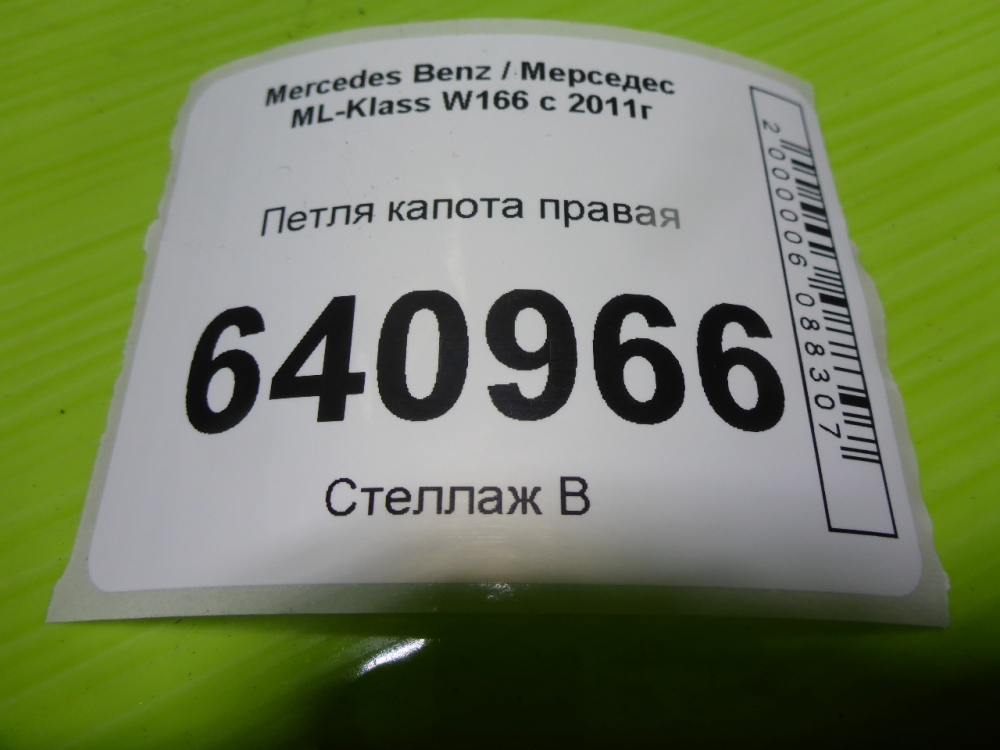 Mercedes Benz / Мерседес
ML-Klass W166 с 2011г
Петля капота правая
640966
Стеллаж В
2000006088307